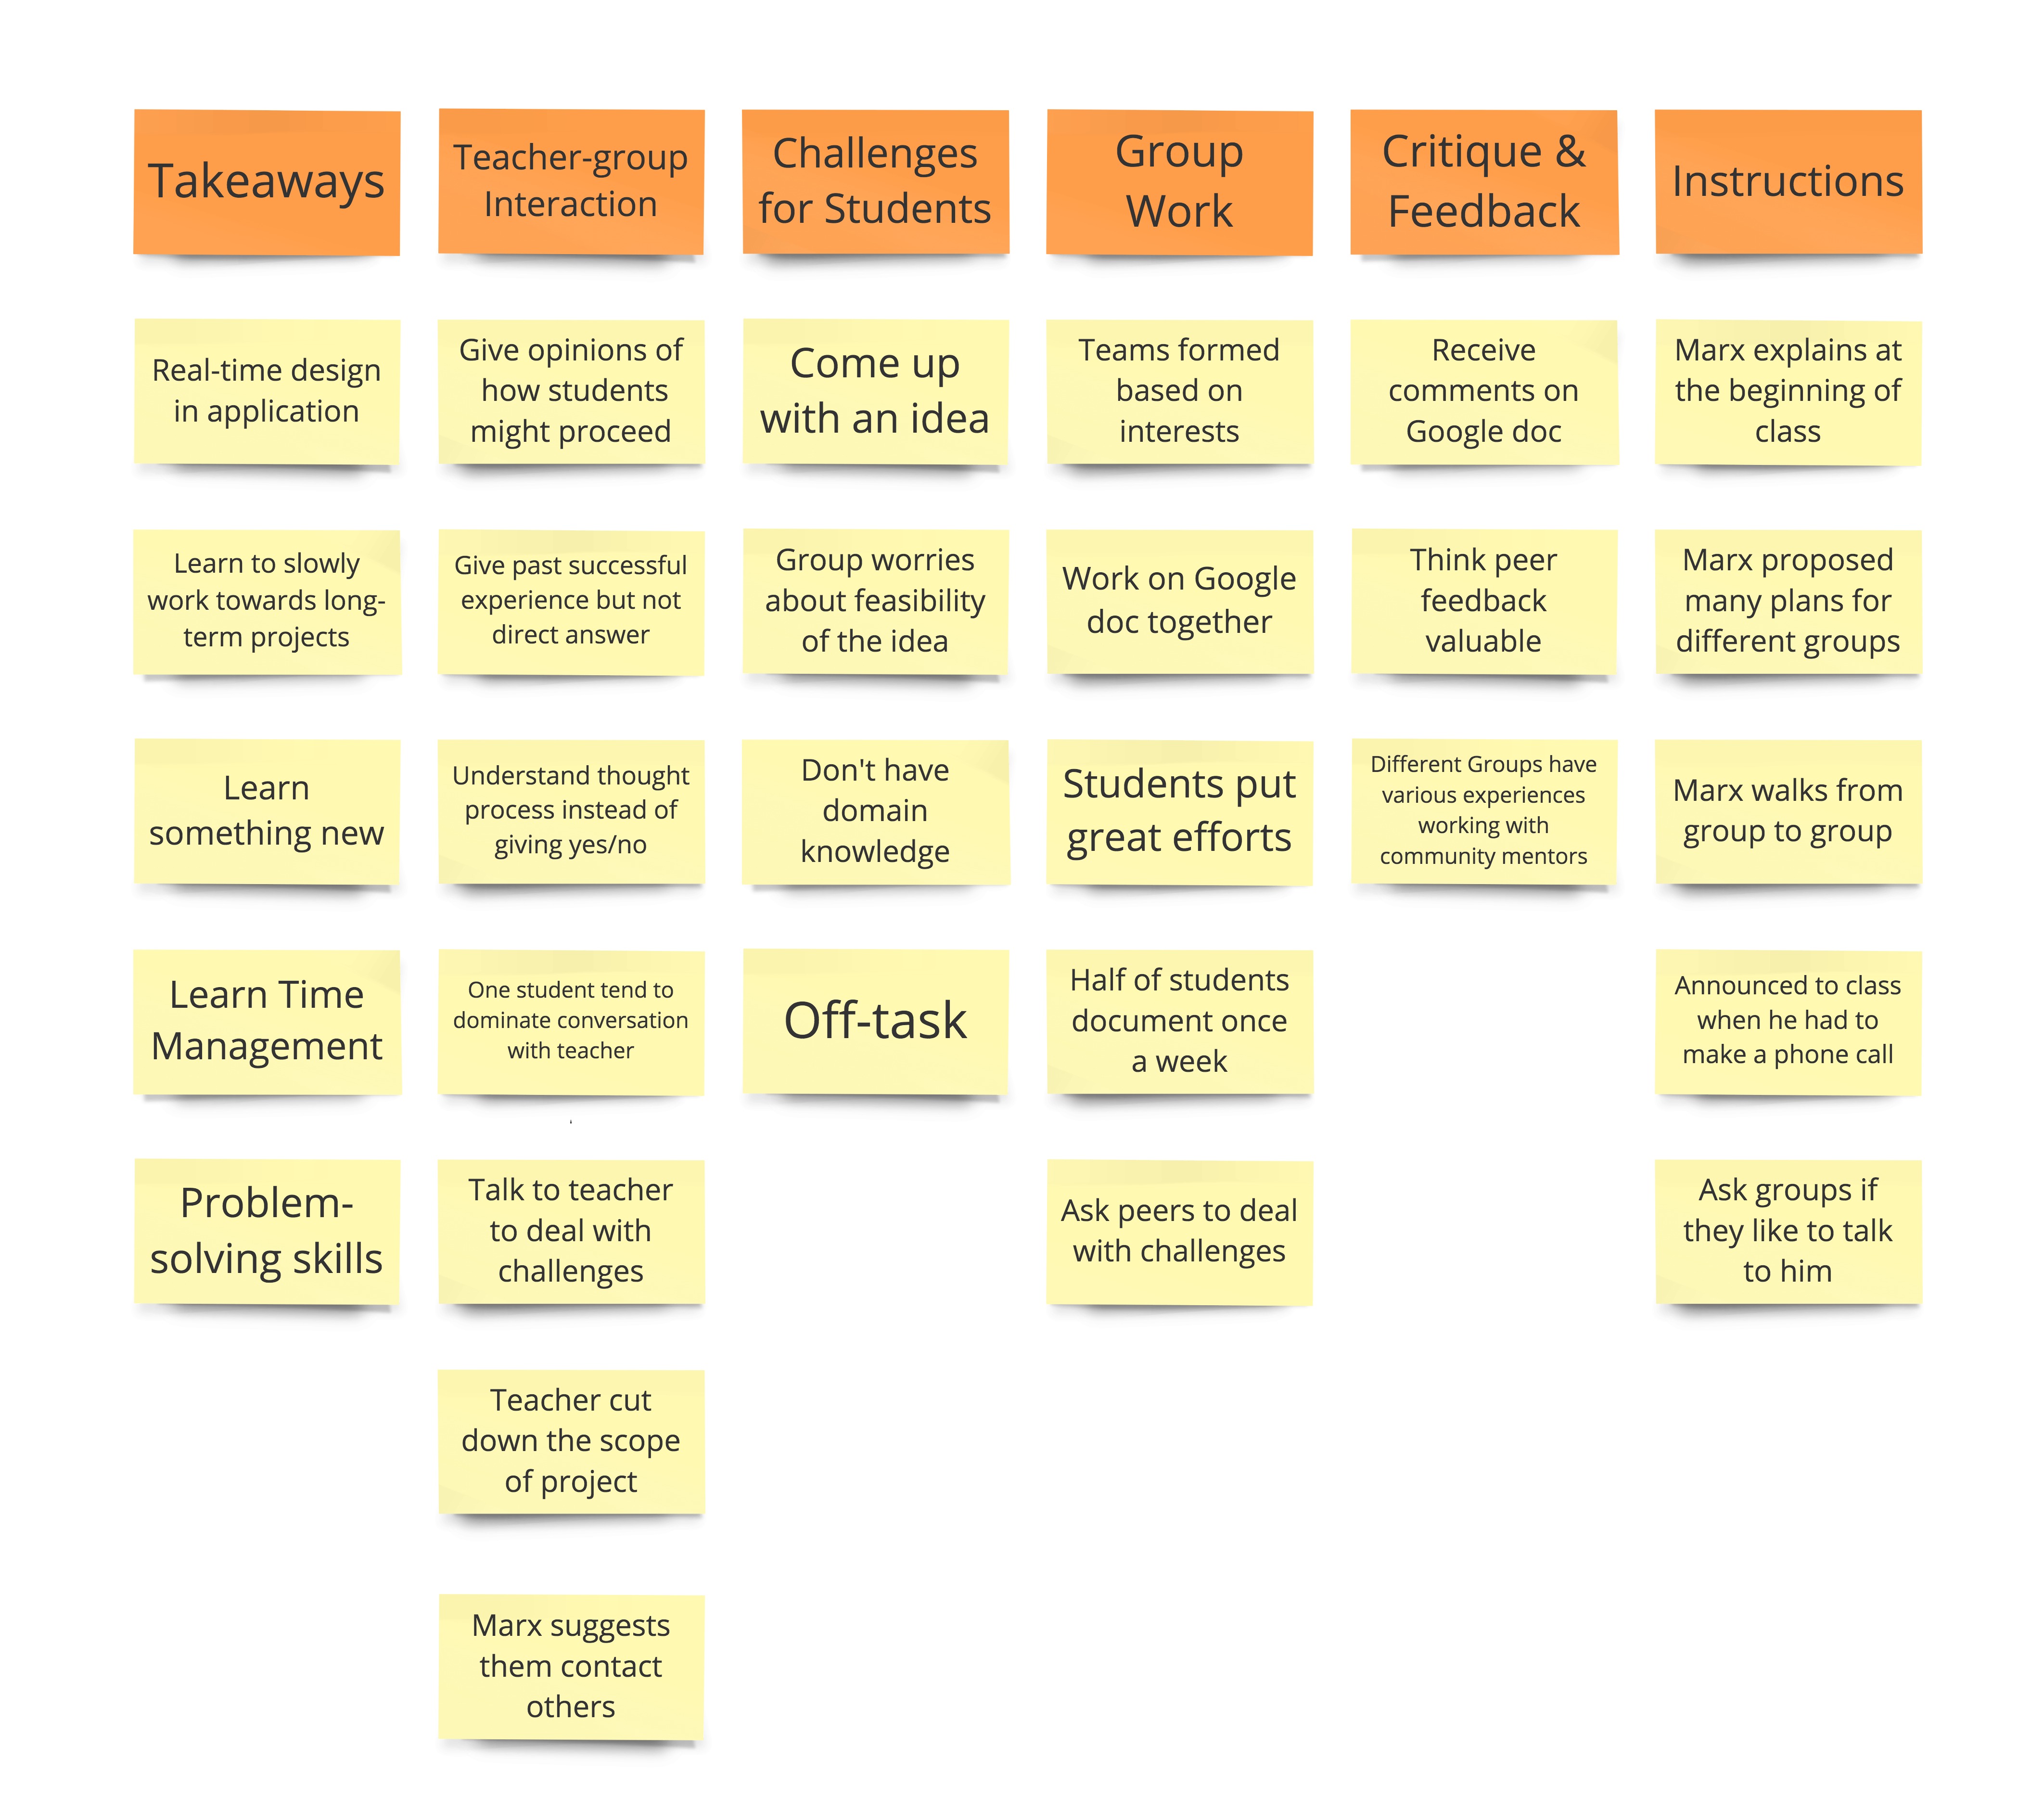 Takeaways
Real-time design
in application
Learn to slowly
work towards long-
term projects
Learn
something new
Learn Time
Management
Problem-
solving skills
Teacher-group
Interaction
Give opinions of
how students
might proceed
Give past successful
experience but not
direct answer
Understand thought
process instead of
giving yes/no
One student tend to
dominate conversation
with teacher
Talk to teacher
to deal with
challenges
Teacher cut
down the scope
of project
Marx suggests
them contact
others
Challenges
for Students
Come up
with an idea
Group worries
about feasibility
of the idea
Don't have
domain
knowledge
Off-task
Group
Work
Teams formed
based on
interests
Work on Google
doc together
Students put
great efforts
Half of students
document once
a week
Ask peers to deal
with challenges
Critique &
Feedback
Receive
comments on
Google doc
Think peer
feedback
valuable
Different Groups have
various experiences
working with
community mentors
Instructions
Marx explains at
the beginning of
class
Marx proposed
many plans for
different groups
Marx walks from
group to group
Announced to class
when he had to
make a phone call
Ask groups if
they like to talk
to him